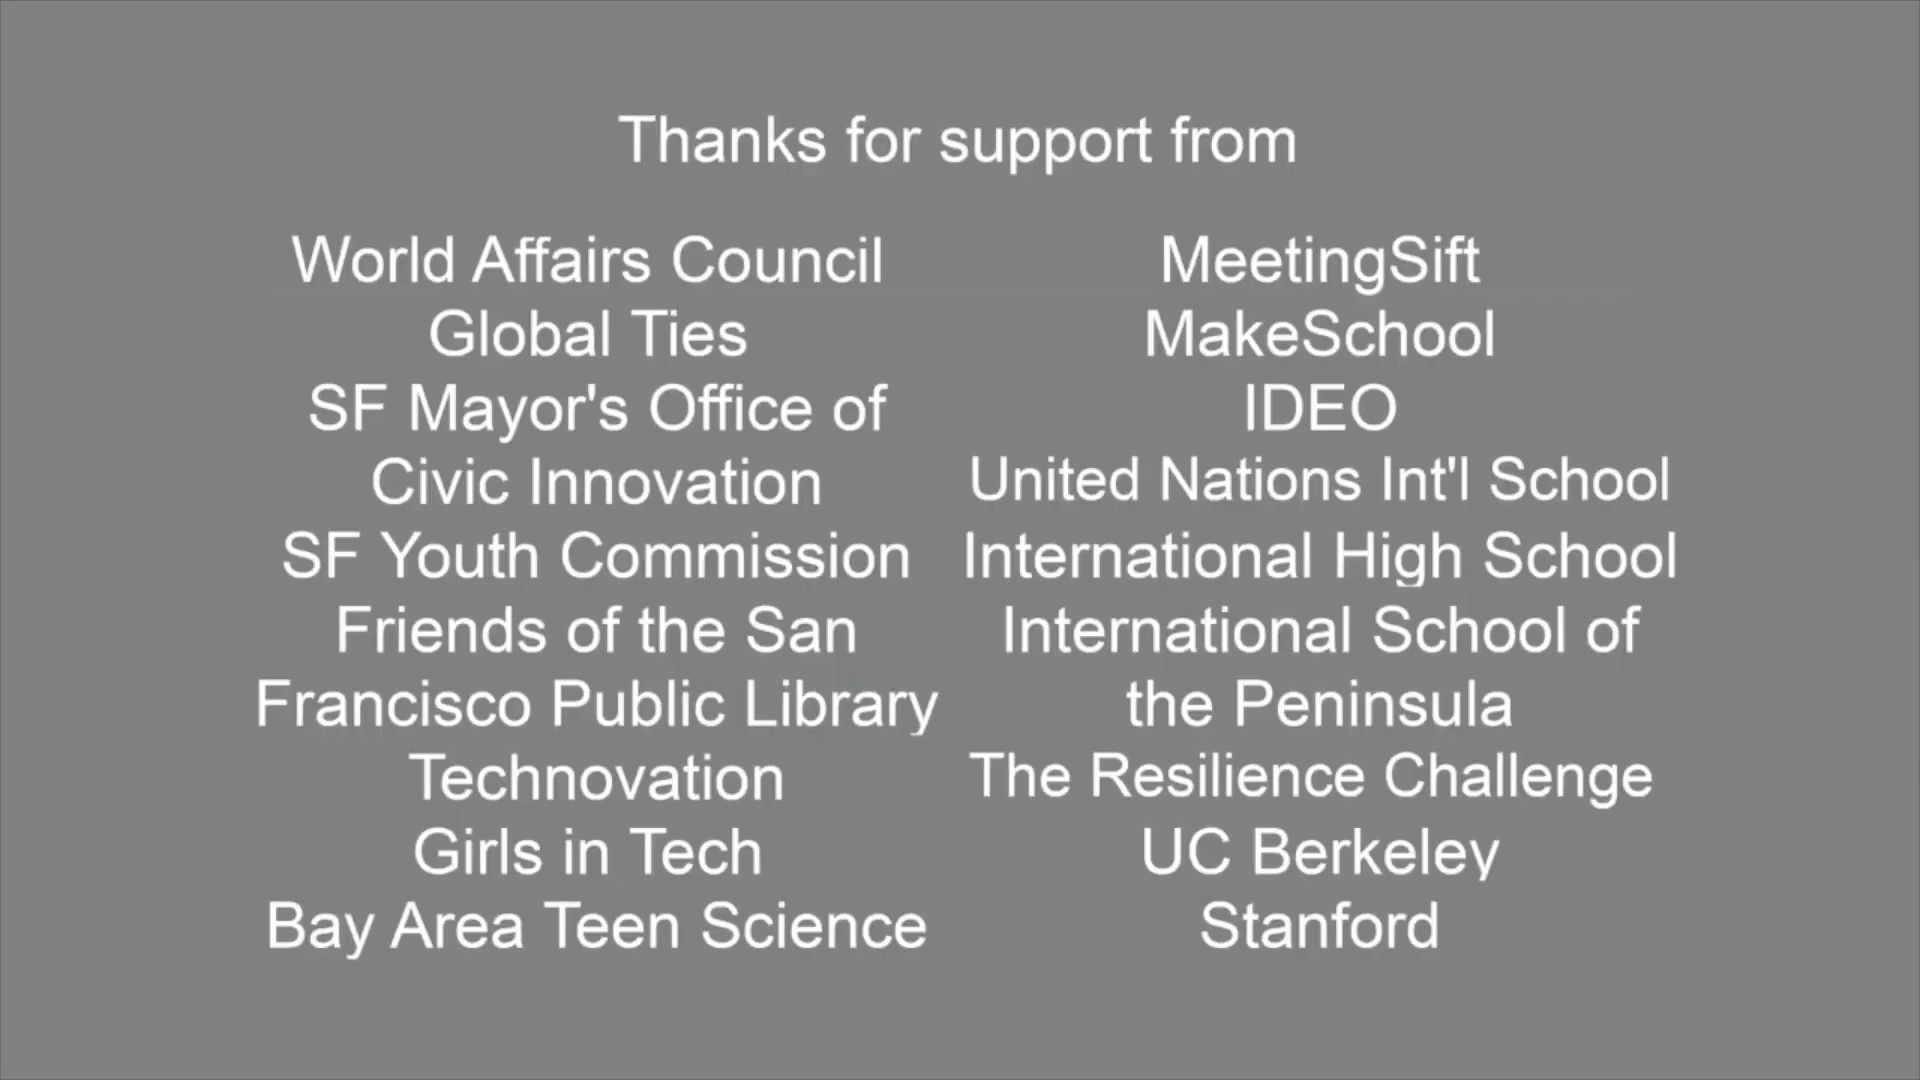 Thanks for support from
World Affairs Council
Global Ties
SF Mayor's Office of
Civic Innovation
SF Youth Commission
Friends of the San
Francisco Public Library
Technovation
Girls in Tech
Bay Area Teen Science
MeetingSift
MakeSchool
IDEO
United Nations Int'l School
International High School
International School of
the Peninsula
The Resilience Challenge
UC Berkeley
Stanford